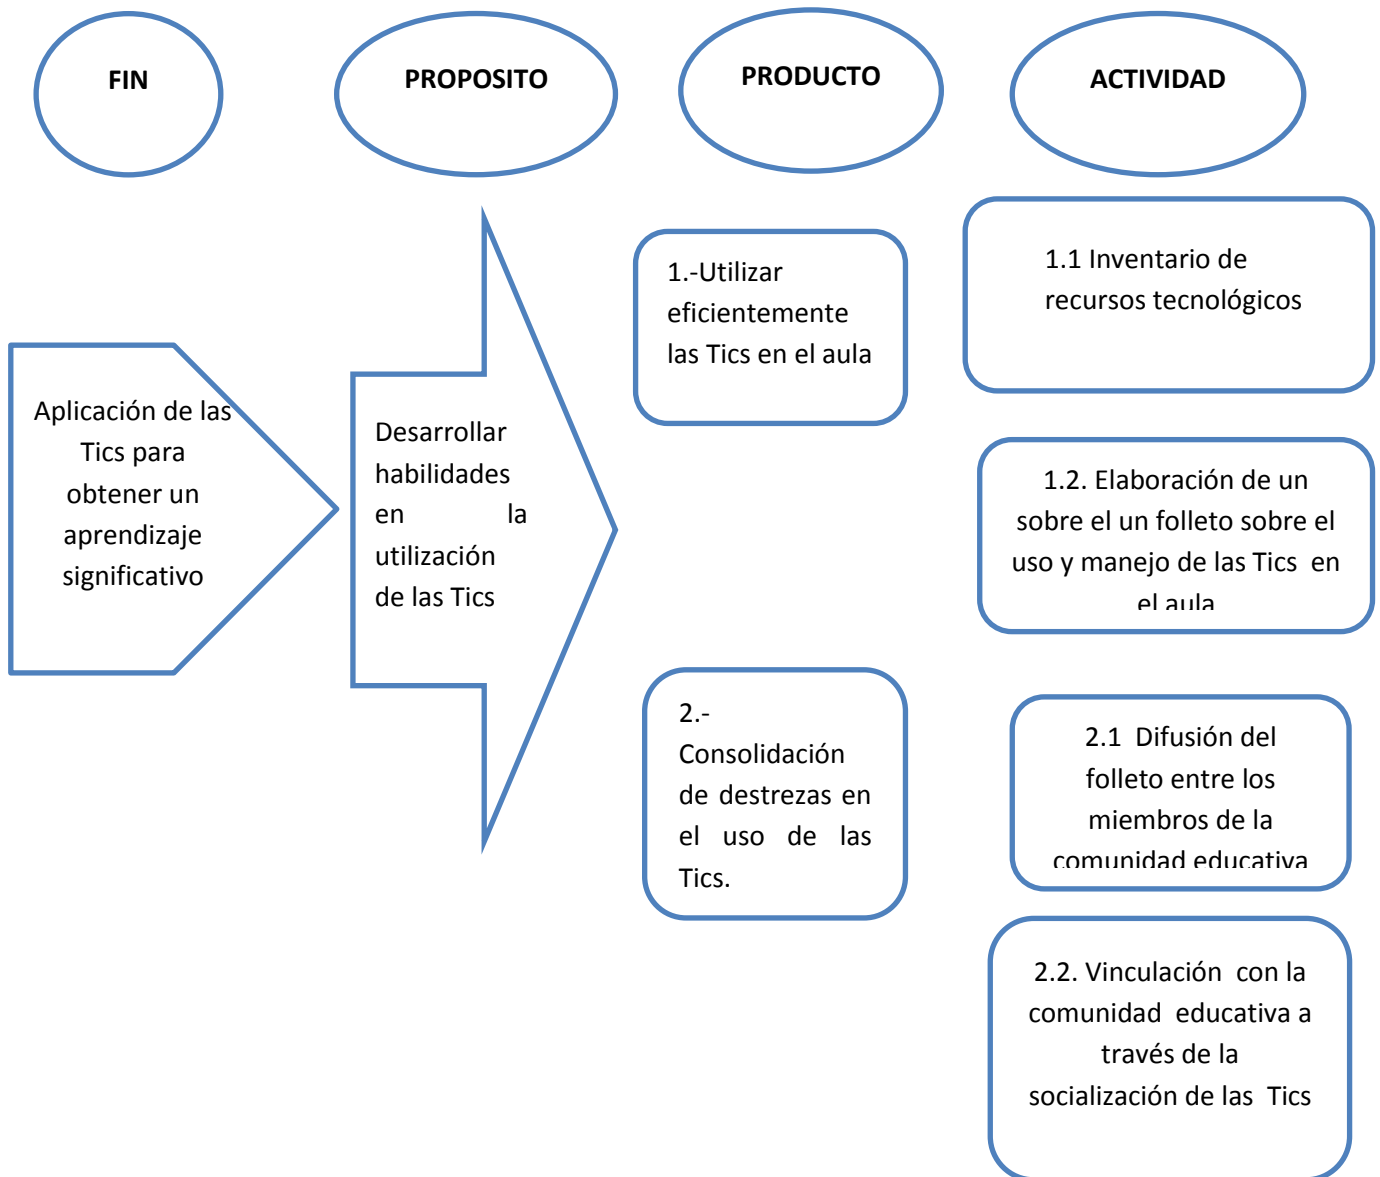 FIN
PROPOSITO
PRODUCTO
ACTIVIDAD
Aplicación de las
Tics para
obtener un
aprendizaje
significativo
Desarrollar
habilidades
en la
utilización
de las Tics
1.-Utilizar
eficientemente
las Tics en el aula
2.-
Consolidación
de destrezas en
el uso de las
Tics.
1.1 Inventario de
recursos tecnológicos
1.2. Elaboración de un
sobre el un folleto sobre el
uso y manejo de las Tics en
el aula
2.1 Difusión del
folleto entre los
miembros de la
comunidad educativa
2.2. Vinculación con la
comunidad educativa a
través de la
socialización de las Tics